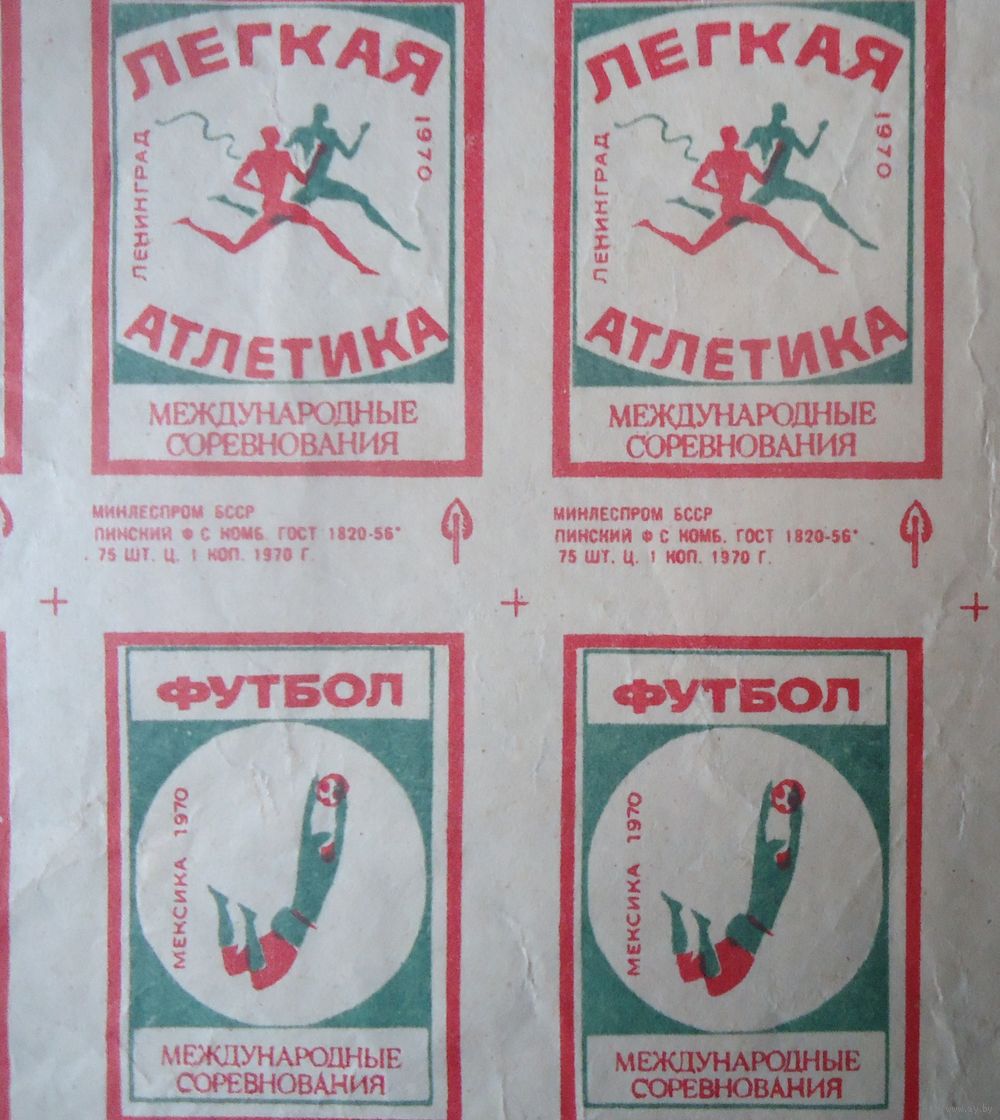 ЛЕГКАЯ
ЛЕНИНГРАД
1970
АТЛЕТИКА
МЕЖДУНАРОДНЫЕ
СОРЕВНОВАНИЯ
ЛЕГКАЯ
ЛЕНИНГРАД
1970
АТЛЕТИКА
МЕЖДУНАРОДНЫЕ
СОРЕВНОВАНИЯ
МИНЛЕСПРОМ БССР
ПИНСКИЙ Ф С КОМБ. ГОСТ 1820-56*
75 ШТ. Ц. 1 КОП. 1970 Г.
МИНЛЕСПРОМ БССР
ПИНСКИЙ Ф С КОМБ. ГОСТ 1820-56*
75 ШТ. Ц. 1 КОП. 1970 Г.
ФУТБОЛ
МЕКСИКА 1970
МЕЖДУНАРОДНЫЕ
СОРЕВНОВАНИЯ
ФУТБОЛ
МЕКСИКА 1970
МЕЖДУНАРОДНЫЕ
СОРЕВНОВАНИЯ